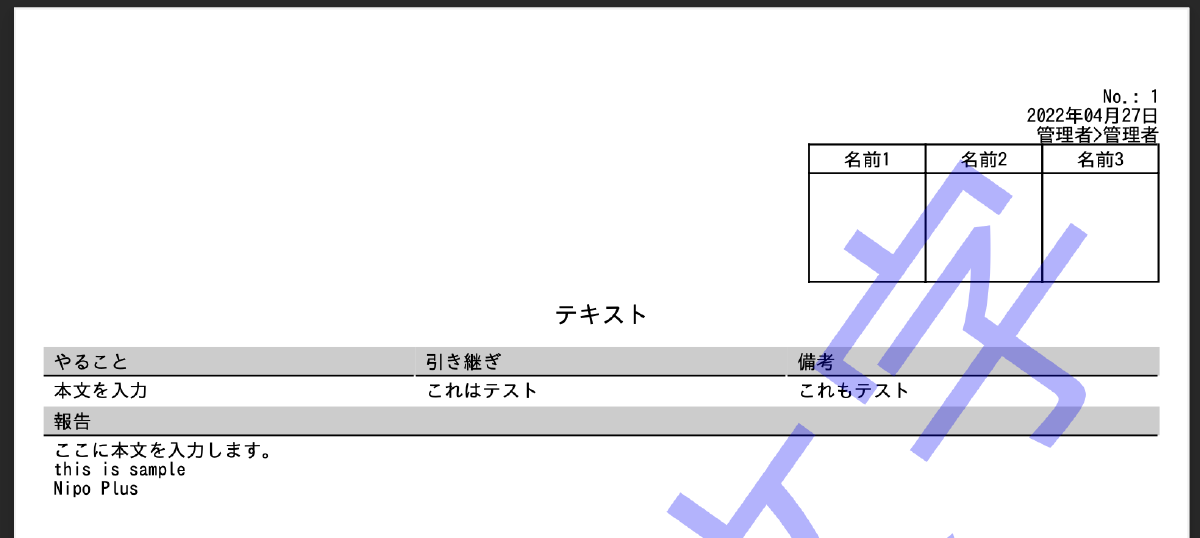 No.: 1
2022年04月27日
管理者>管理者
名前1 名前2 名前3
テキスト
やること 引き継ぎ 備考
本文を入力 これはテスト これもテスト
報告
ここに本文を入力します。
this is sample
Nipo Plus
字